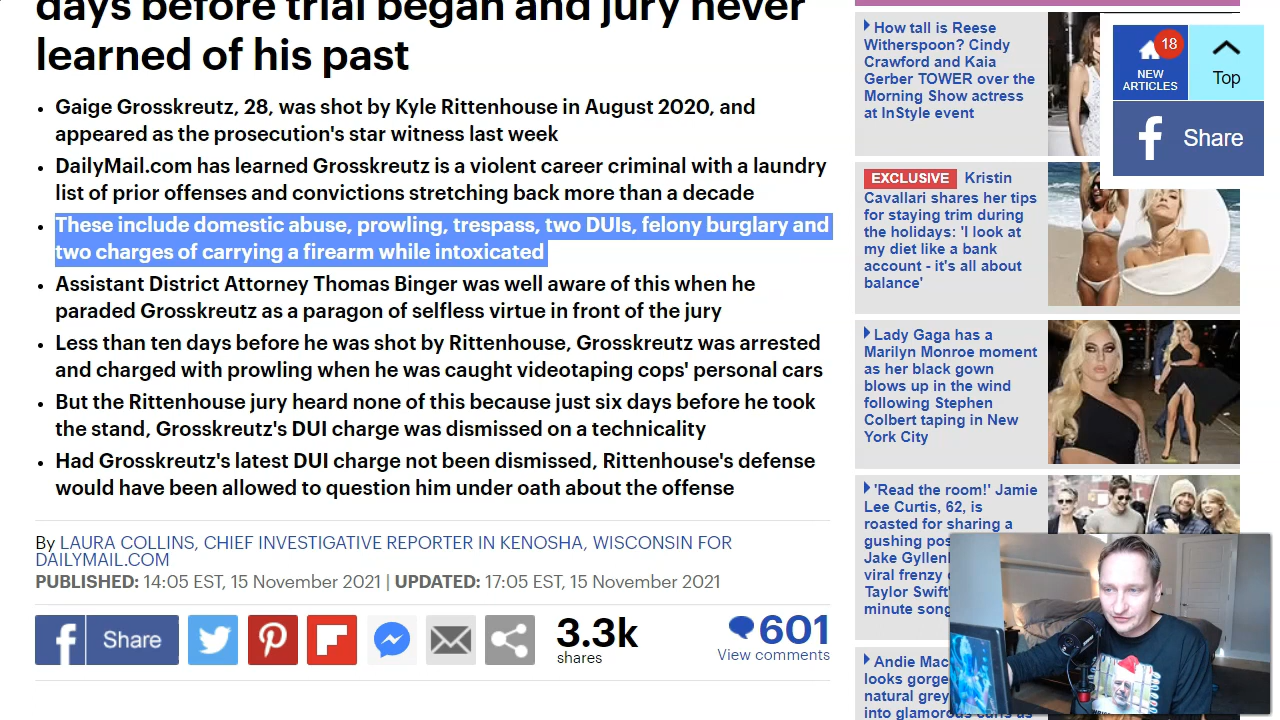 days before trial began and jury never
learned of his past
Gaige Grosskreutz, 28, was shot by Kyle Rittenhouse in August 2020, and
appeared as the prosecution's star witness last week
DailyMail.com has learned Grosskreutz is a violent career criminal with a laundry
list of prior offenses and convictions stretching back more than a decade
These include domestic abuse, prowling, trespass, two DUIs, felony burglary and
two charges of carrying a firearm while intoxicated
Assistant District Attorney Thomas Binger was well aware of this when he
paraded Grosskreutz as a paragon of selfless virtue in front of the jury
Less than ten days before he was shot by Rittenhouse, Grosskreutz was arrested
and charged with prowling when he was caught videotaping cops' personal cars
But the Rittenhouse jury heard none of this because just six days before he took
the stand, Grosskreutz's DUI charge was dismissed on a technicality
Had Grosskreutz's latest DUI charge not been dismissed, Rittenhouse's defense
would have been allowed to question him under oath about the offense
By LAURA COLLINS, CHIEF INVESTIGATIVE REPORTER IN KENOSHA, WISCONSIN FOR
DAILYMAIL.COM
PUBLISHED: 14:05 EST, 15 November 2021 | UPDATED: 17:05 EST, 15 November 2021
Share
3.3k
shares
601
View comments
How tall is Reese
Witherspoon? Cindy
Crawford and Kaia
Gerber TOWER over the
Morning Show actress
at InStyle event
EXCLUSIVE Kristin
Cavallari shares her tips
for staying trim during
the holidays: 'I look at
my diet like a bank
account - it's all about
balance'
Lady Gaga has a
Marilyn Monroe moment
as her black gown
blows up in the wind
following Stephen
Colbert taping in New
York City
'Read the room!' Jamie
Lee Curtis, 62, is
roasted for sharing a
gushing
Jake
viral frenzy
Taylor Swift'
minute
Andie
looks
natural grey
into glamorous curls as
18
NEW
ARTICLES
Top
Share